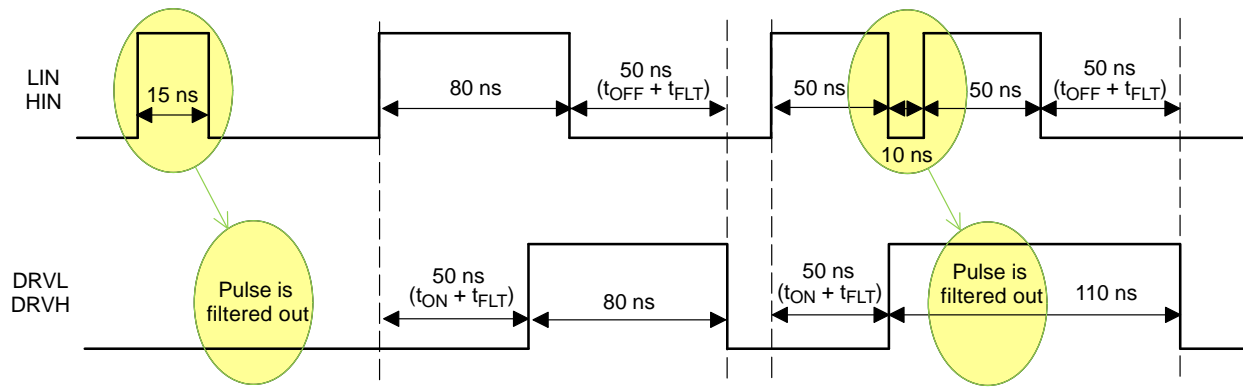 LIN
HIN
15 ns
80 ns
50 ns
(tOFF + tFLT)
50 ns
10 ns
50 ns
50 ns
(tOFF + tFLT)
DRVL
DRVH
Pulse is
filtered out
50 ns
(tON + tFLT)
80 ns
50 ns
(tON + tFLT)
Pulse is
filtered out
110 ns